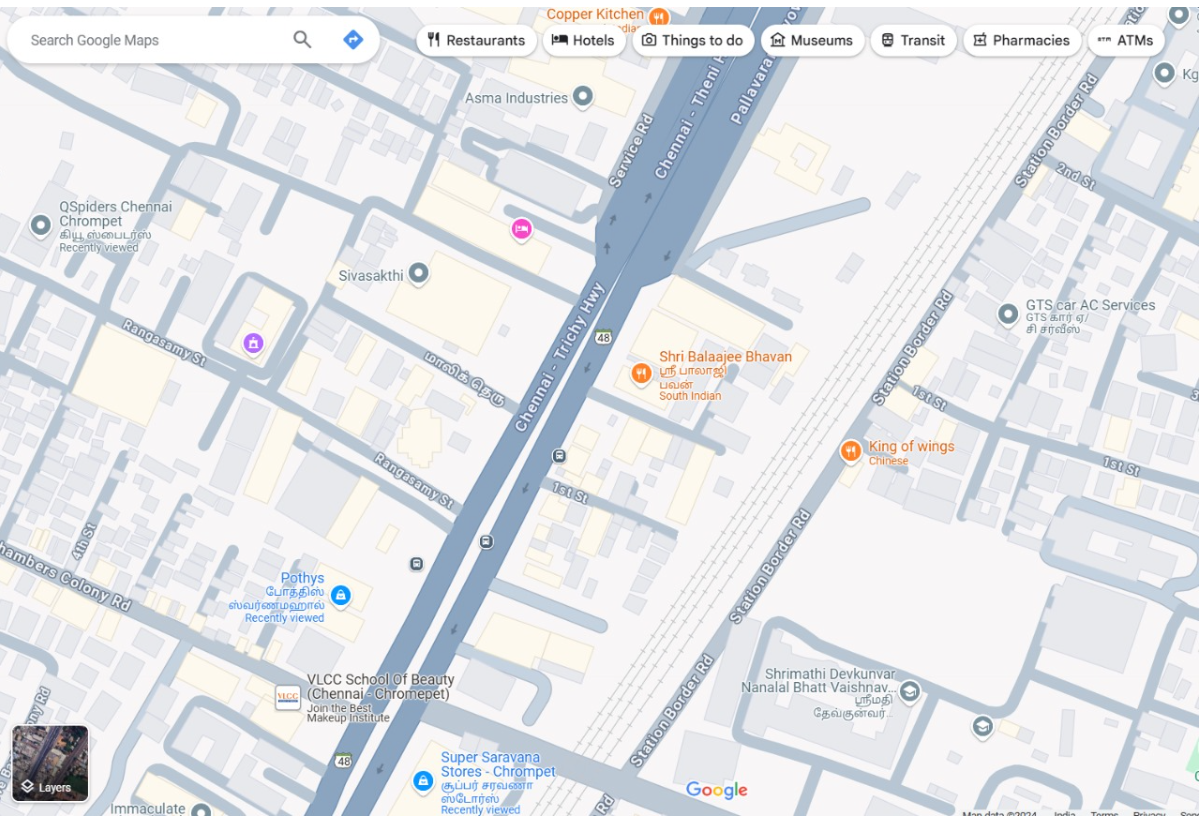 Search Google Maps
Restaurants
Hotels
Things to do
Museums
Transit
Pharmacies
ATMs
Copper Kitchen
Asma Industries
Service Rd
Chennai - Theni
Station Border Rd
2nd St
QSpiders Chennai
Chrompet
கியூ ஸ்பைடர்ஸ்
Recently viewed
Sivasakthi
GTS car AC Services
GTS கார் ஏ/
சி சர்வீஸ்
Rangasamy St
மாலிக் தெரு
Chennai - Trichy Hwy
48
Shri Balaajee Bhavan
ஸ்ரீ பாலாஜி
பவன்
South Indian
Station Border Rd
1st St
King of wings
Chinese
1st St
Rangasamy St
1st St
4th St
Chambers Colony Rd
Pothys
போத்திஸ்
ஸ்வர்ணமஹால்
Recently viewed
Station Border Rd
VLCC
VLCC School Of Beauty
(Chennai - Chromepet)
Join the Best
Makeup Institute
Shrimathi Devkunvar
Nanalal Bhatt Vaishnav...
ஸ்ரீமதி
தேவ்குனவர்..
Station Border Rd
48
Super Saravana
Stores - Chrompet
சூப்பர் சரவணா
ஸ்டோர்ஸ்
Recently viewed
Layers
Immaculate
Google
Map data ©2024
India
Terms
Privacy